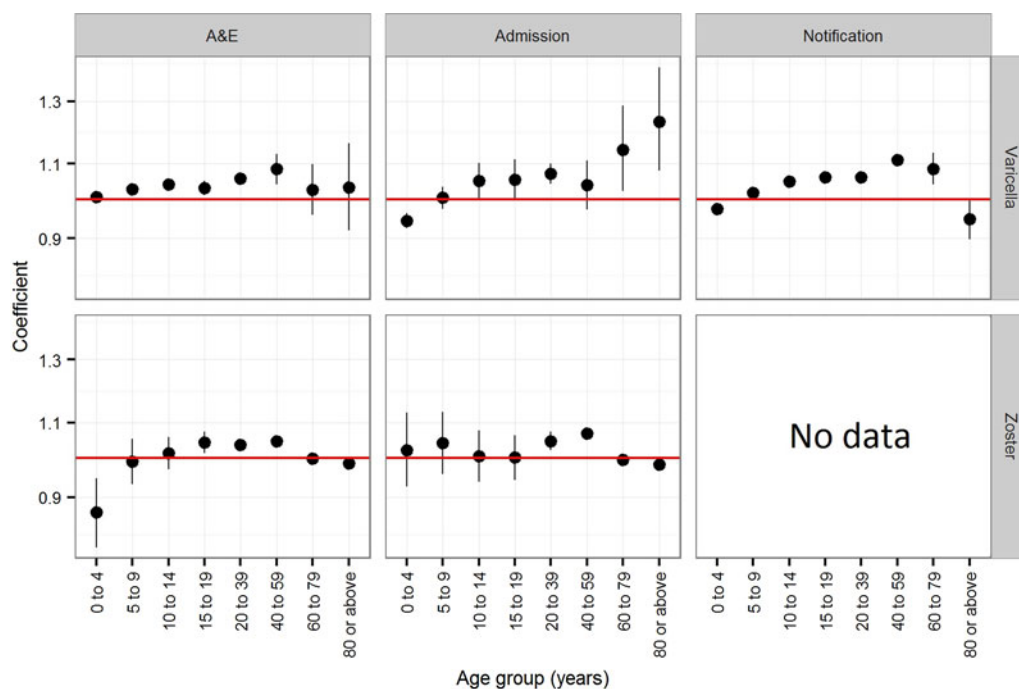 A&E
Admission
Notification
1.3
1.1
0.9
Varicella
Coefficient
1.3
1.1
0.9
No data
Zoster
0 to 4
5 to 9
10 to 14
15 to 19
20 to 39
40 to 59
60 to 79
80 or above
0 to 4
5 to 9
10 to 14
15 to 19
20 to 39
40 to 59
60 to 79
80 or above
0 to 4
5 to 9
10 to 14
15 to 19
20 to 39
40 to 59
60 to 79
80 or above
Age group (years)